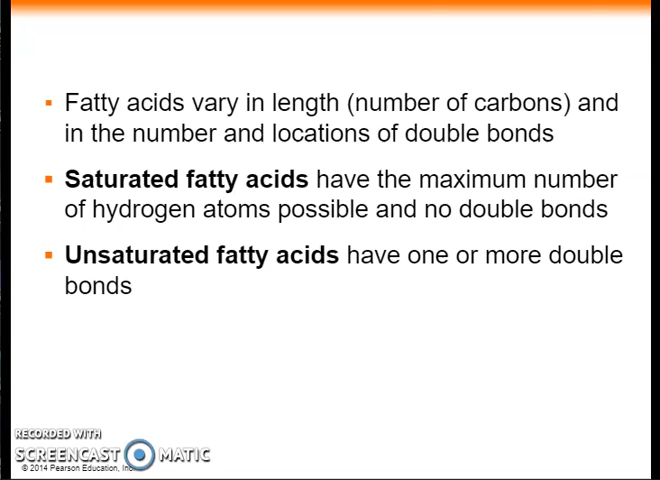 Fatty acids vary in length (number of carbons) and
in the number and locations of double bonds
Saturated fatty acids have the maximum number
of hydrogen atoms possible and no double bonds
Unsaturated fatty acids have one or more double
bonds
RECORDED WITH
SCREENCAST MATIC
© 2014 Pearson Education, Inc.